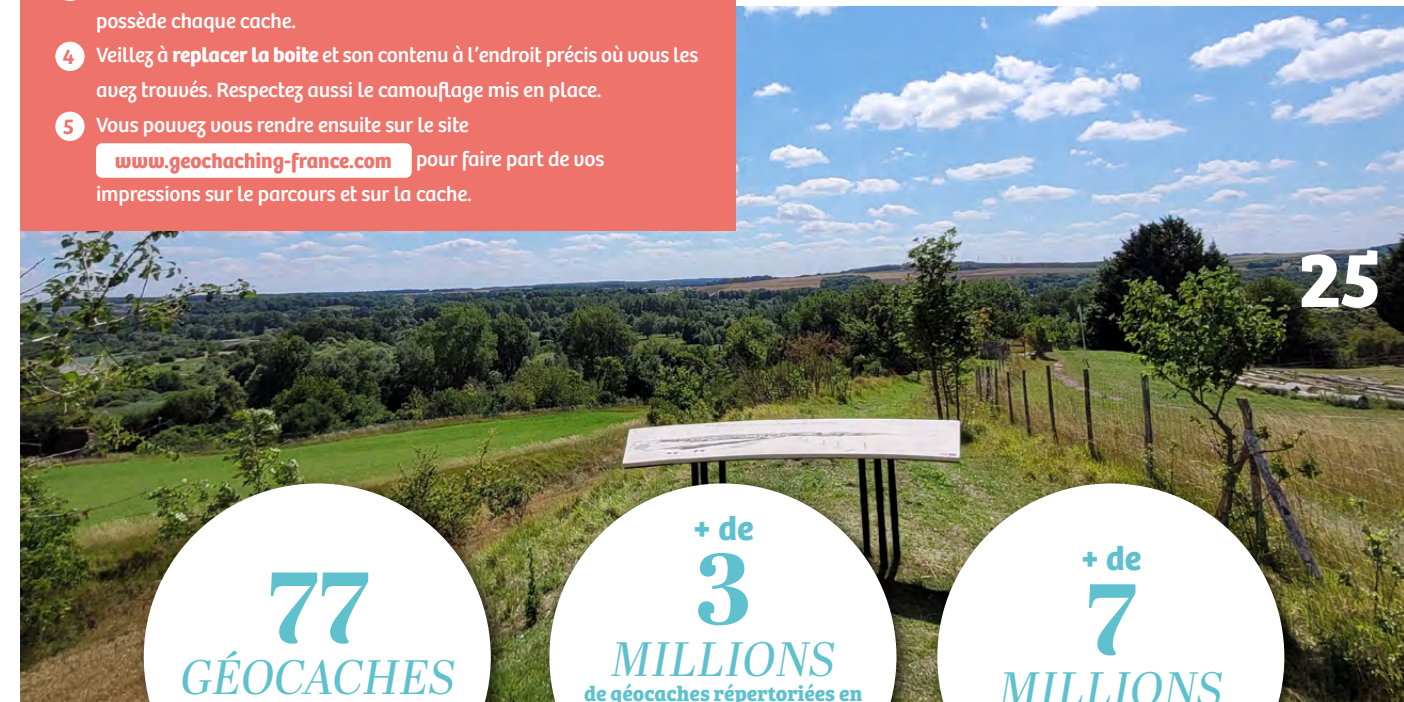 possède chaque cache.
4 Veillez à replacer la boite et son contenu à l'endroit précis où vous les
avez trouvés. Respectez aussi le camouflage mis en place.
5 Vous pouvez vous rendre ensuite sur le site
www.geochaching-france.com pour faire part de vos
impressions sur le parcours et sur la cache.
25
77
GÉOCACHES
+ de
3
MILLIONS
de géocaches répertoriées en
+ de
7
MILLIONS